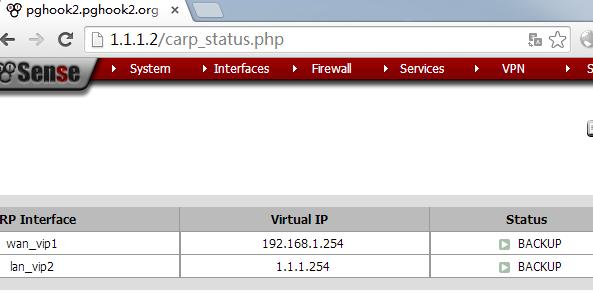 pghook2.pghook2.org
1.1.1.2/carp_status.php
Sense System Interfaces Firewall Services VPN S
RP Interface Virtual IP Status
wan_vip1 192.168.1.254 BACKUP
lan_vip2 1.1.1.254 BACKUP